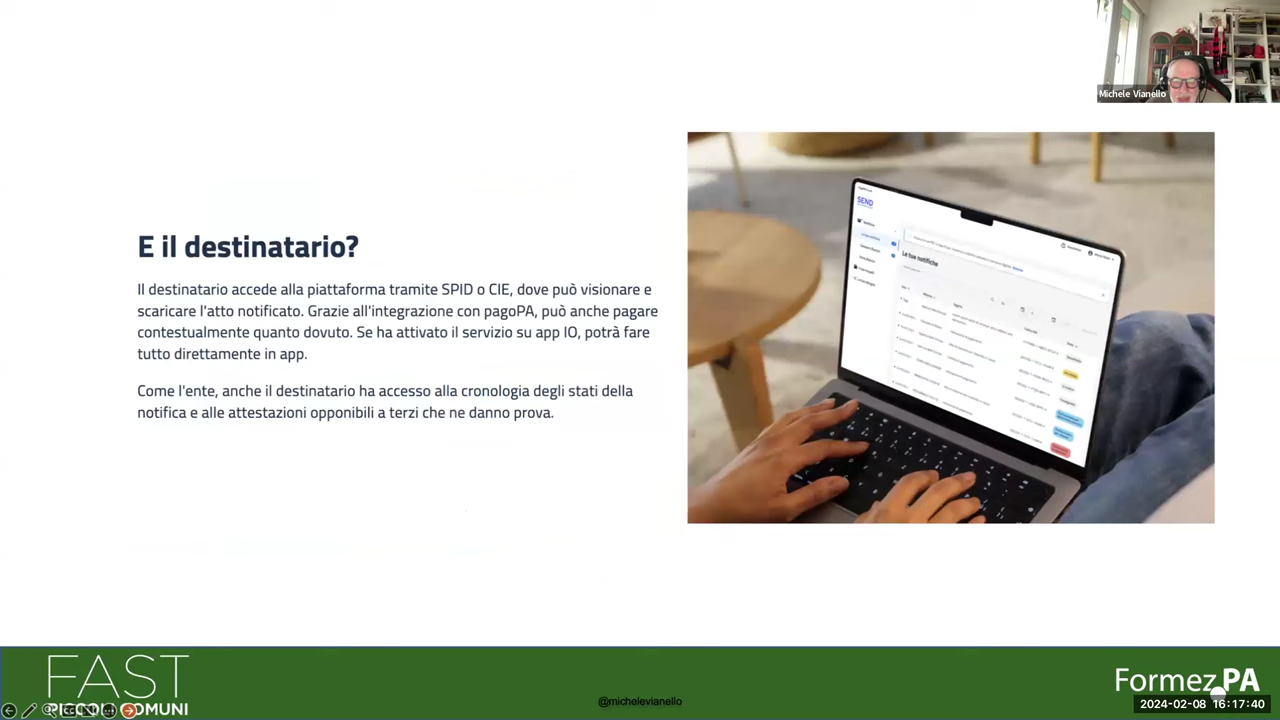 Michele Vianello
E il destinatario?
Il destinatario accede alla piattaforma tramite SPID o CIE, dove può visionare e
scaricare l'atto notificato. Grazie all'integrazione con pagoPA, può anche pagare
contestualmente quanto dovuto. Se ha attivato il servizio su app IO, potrà fare
tutto direttamente in app.
Come l'ente, anche il destinatario ha accesso alla cronologia degli stati della
notifica e alle attestazioni opponibili a terzi che ne danno prova.
SEND
Le tue notifiche
FAST
COMUNI
@michelevianello
FormezPA
2024-02-08 16:17:40